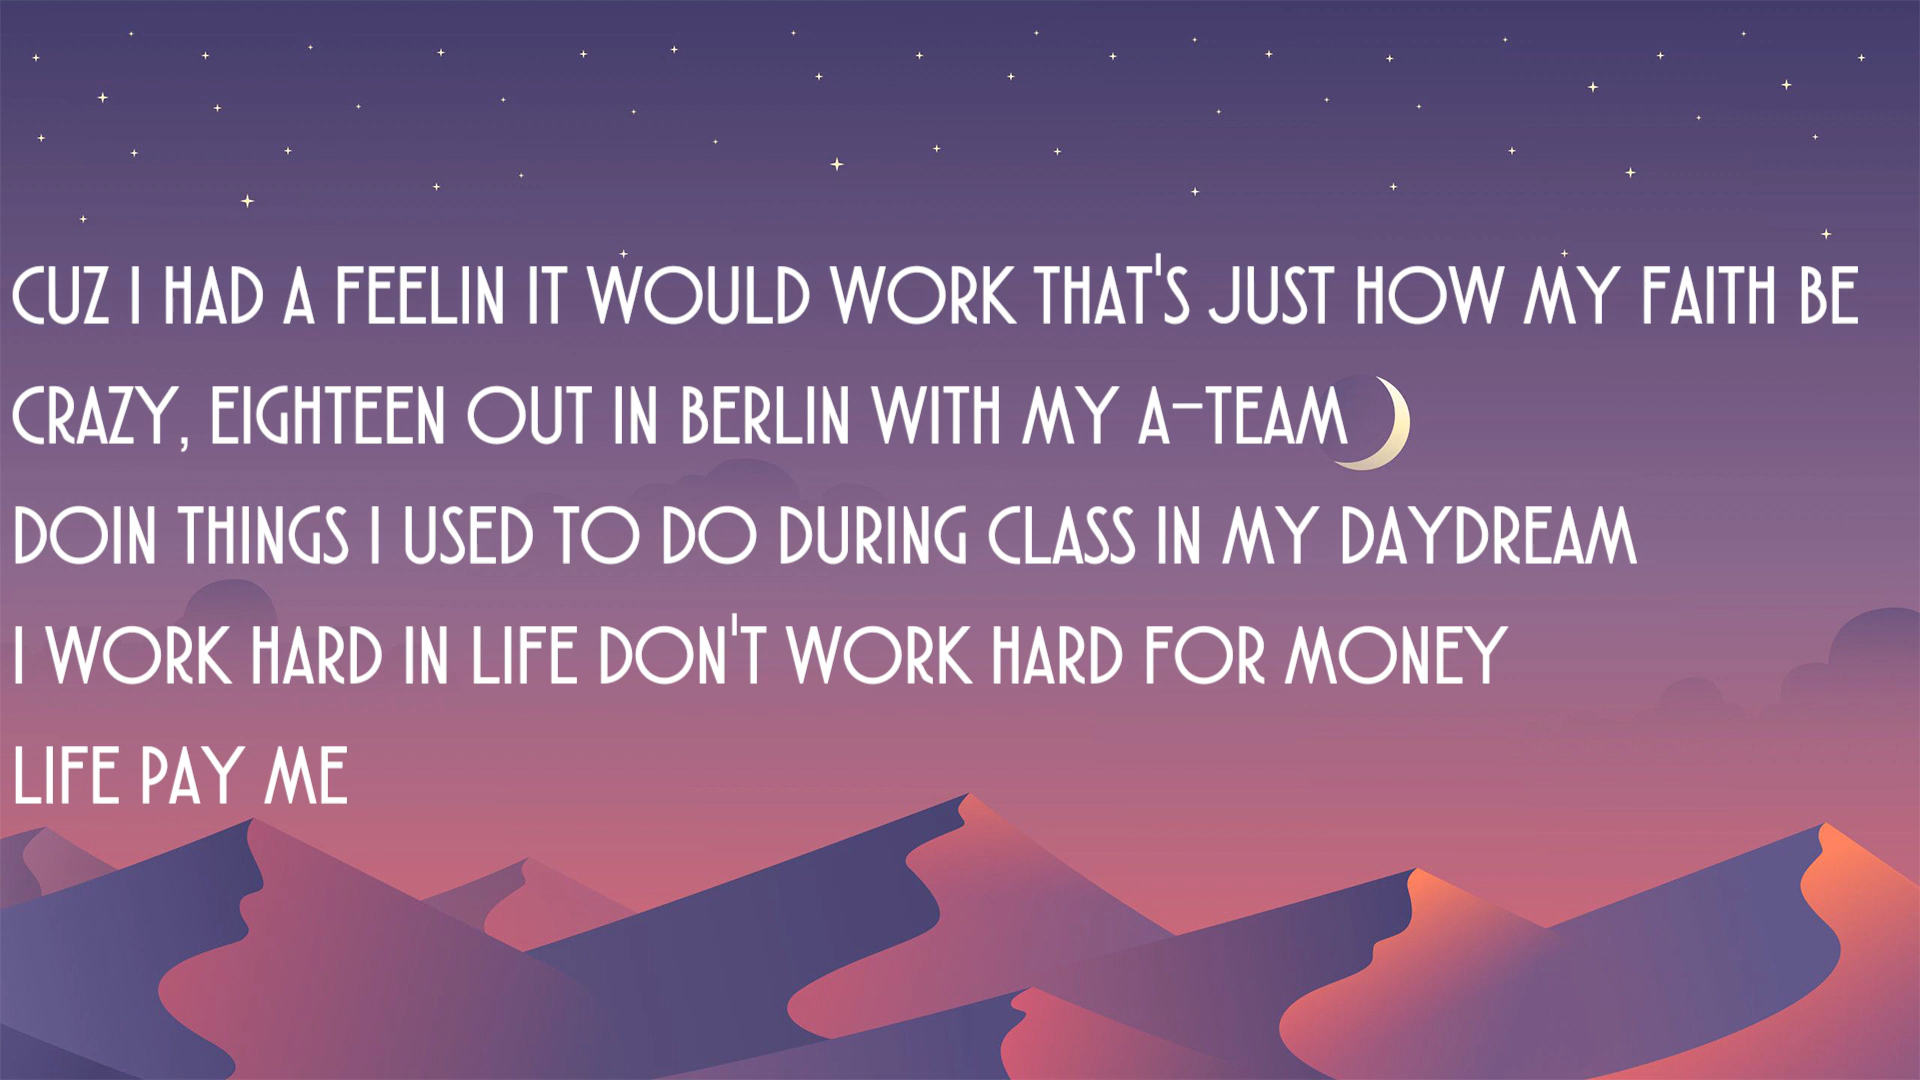 CUZ I HAD A FEELIN IT WOULD WORK THAT'S JUST HOW MY FAITH BE
CRAZY, EIGHTEEN OUT IN BERLIN WITH MY A-TEAM
DOIN THINGS I USED TO DO DURING CLASS IN MY DAYDREAM
I WORK HARD IN LIFE DON'T WORK HARD FOR MONEY
LIFE PAY ME